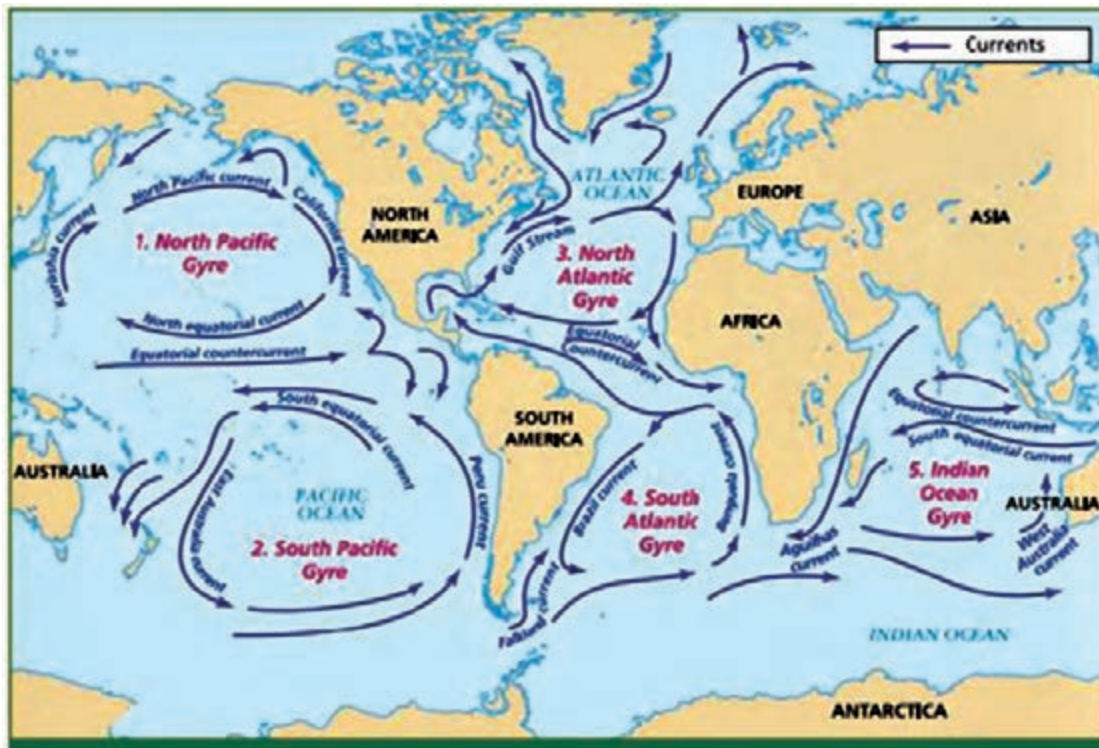 Currents
ATLANTIC
OCEAN
EUROPE
ASIA
NORTH
AMERICA
North Pacific current
California current
Kuroshio current
1. North Pacific
Gyre
Gulf Stream
3. North
Atlantic
Gyre
North equatorial current
AFRICA
Equatorial countercurrent
Equatorial
countercurrent
South equatorial
current
SOUTH
AMERICA
Equatorial countercurrent
South equatorial
current
AUSTRALIA
East Australia current
PACIFIC
OCEAN
Peru current
2. South Pacific
Gyre
Brazil current
4. South
Atlantic
Gyre
Benguela current
5. Indian
Ocean
Gyre
AUSTRALIA
Agulhas
current
West
Australia
current
Falkland current
INDIAN OCEAN
ANTARCTICA